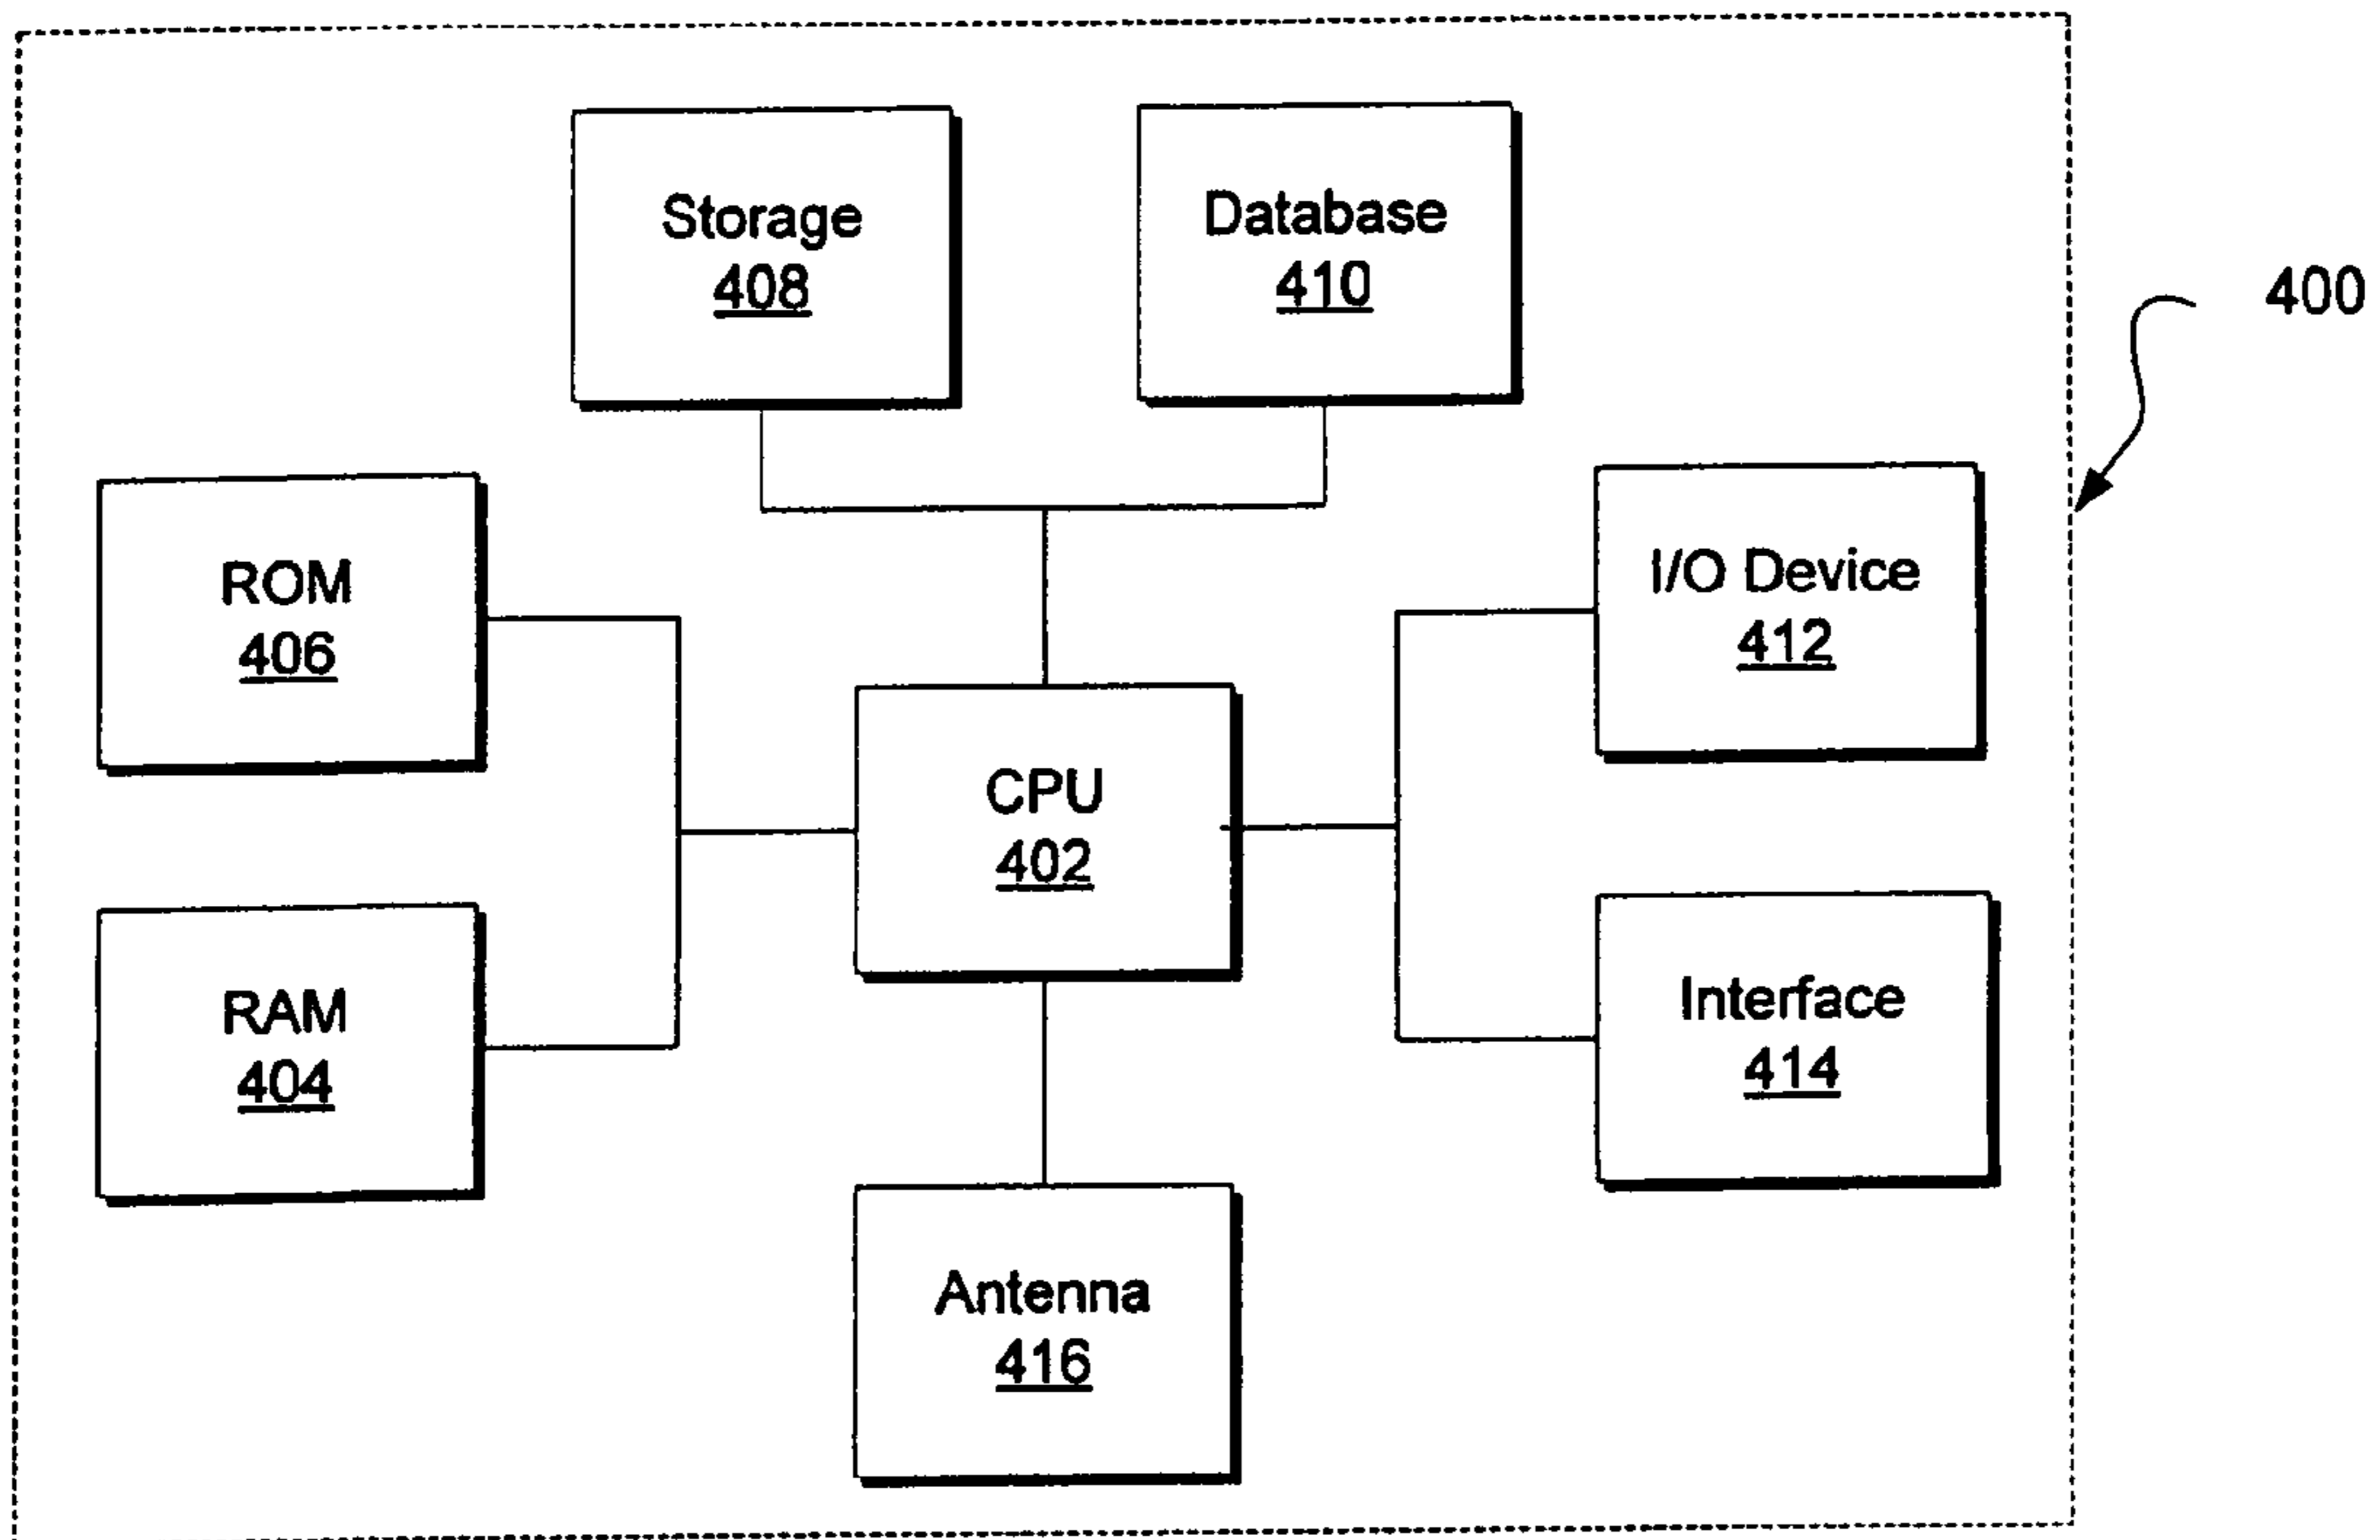 Storage
408
Database
410
400
ROM
406
I/O Device
412
CPU
402
RAM
404
Interface
414
Antenna
416